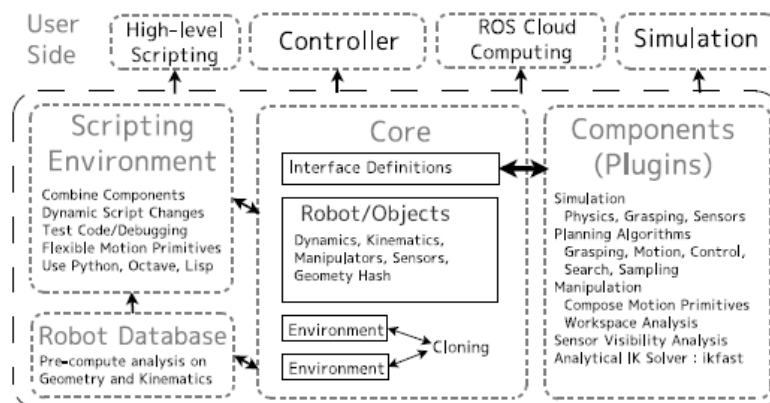 User
Side
High-level
Scripting
Controller
ROS Cloud
Computing
Simulation
Scripting
Environment
Combine Components
Dynamic Script Changes
Test Code/Debugging
Flexible Motion Primitives
Use Python, Octave, Lisp
Robot Database
Pre-compute analysis on
Geometry and Kinematics
Core
Interface Definitions
Robot/Objects
Dynamics, Kinematics,
Manipulators, Sensors,
Geomety Hash
Environment
Environment
Cloning
Components
(Plugins)
Simulation
Physics, Grasping, Sensors
Planning Algorithms
Grasping, Motion, Control,
Search, Sampling
Manipulation
Compose Motion Primitives
Workspace Analysis
Sensor Visibility Analysis
Analytical IK Solver : ikfast